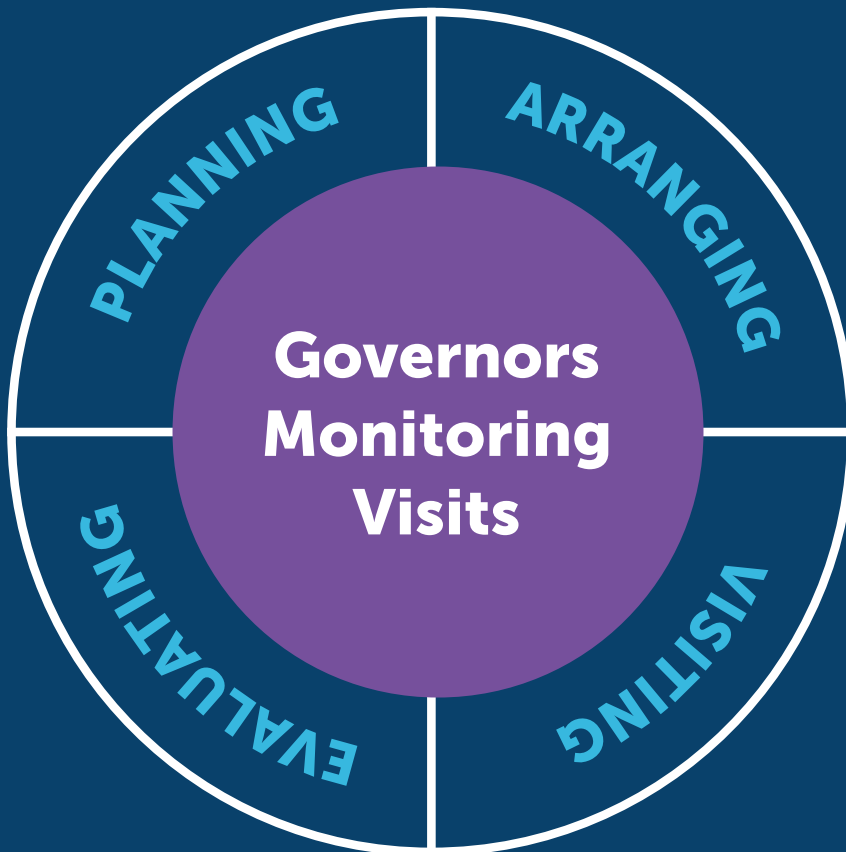 PLANNING
ARRANGING
Governors
Monitoring
Visits
EVALUATING
VISITING